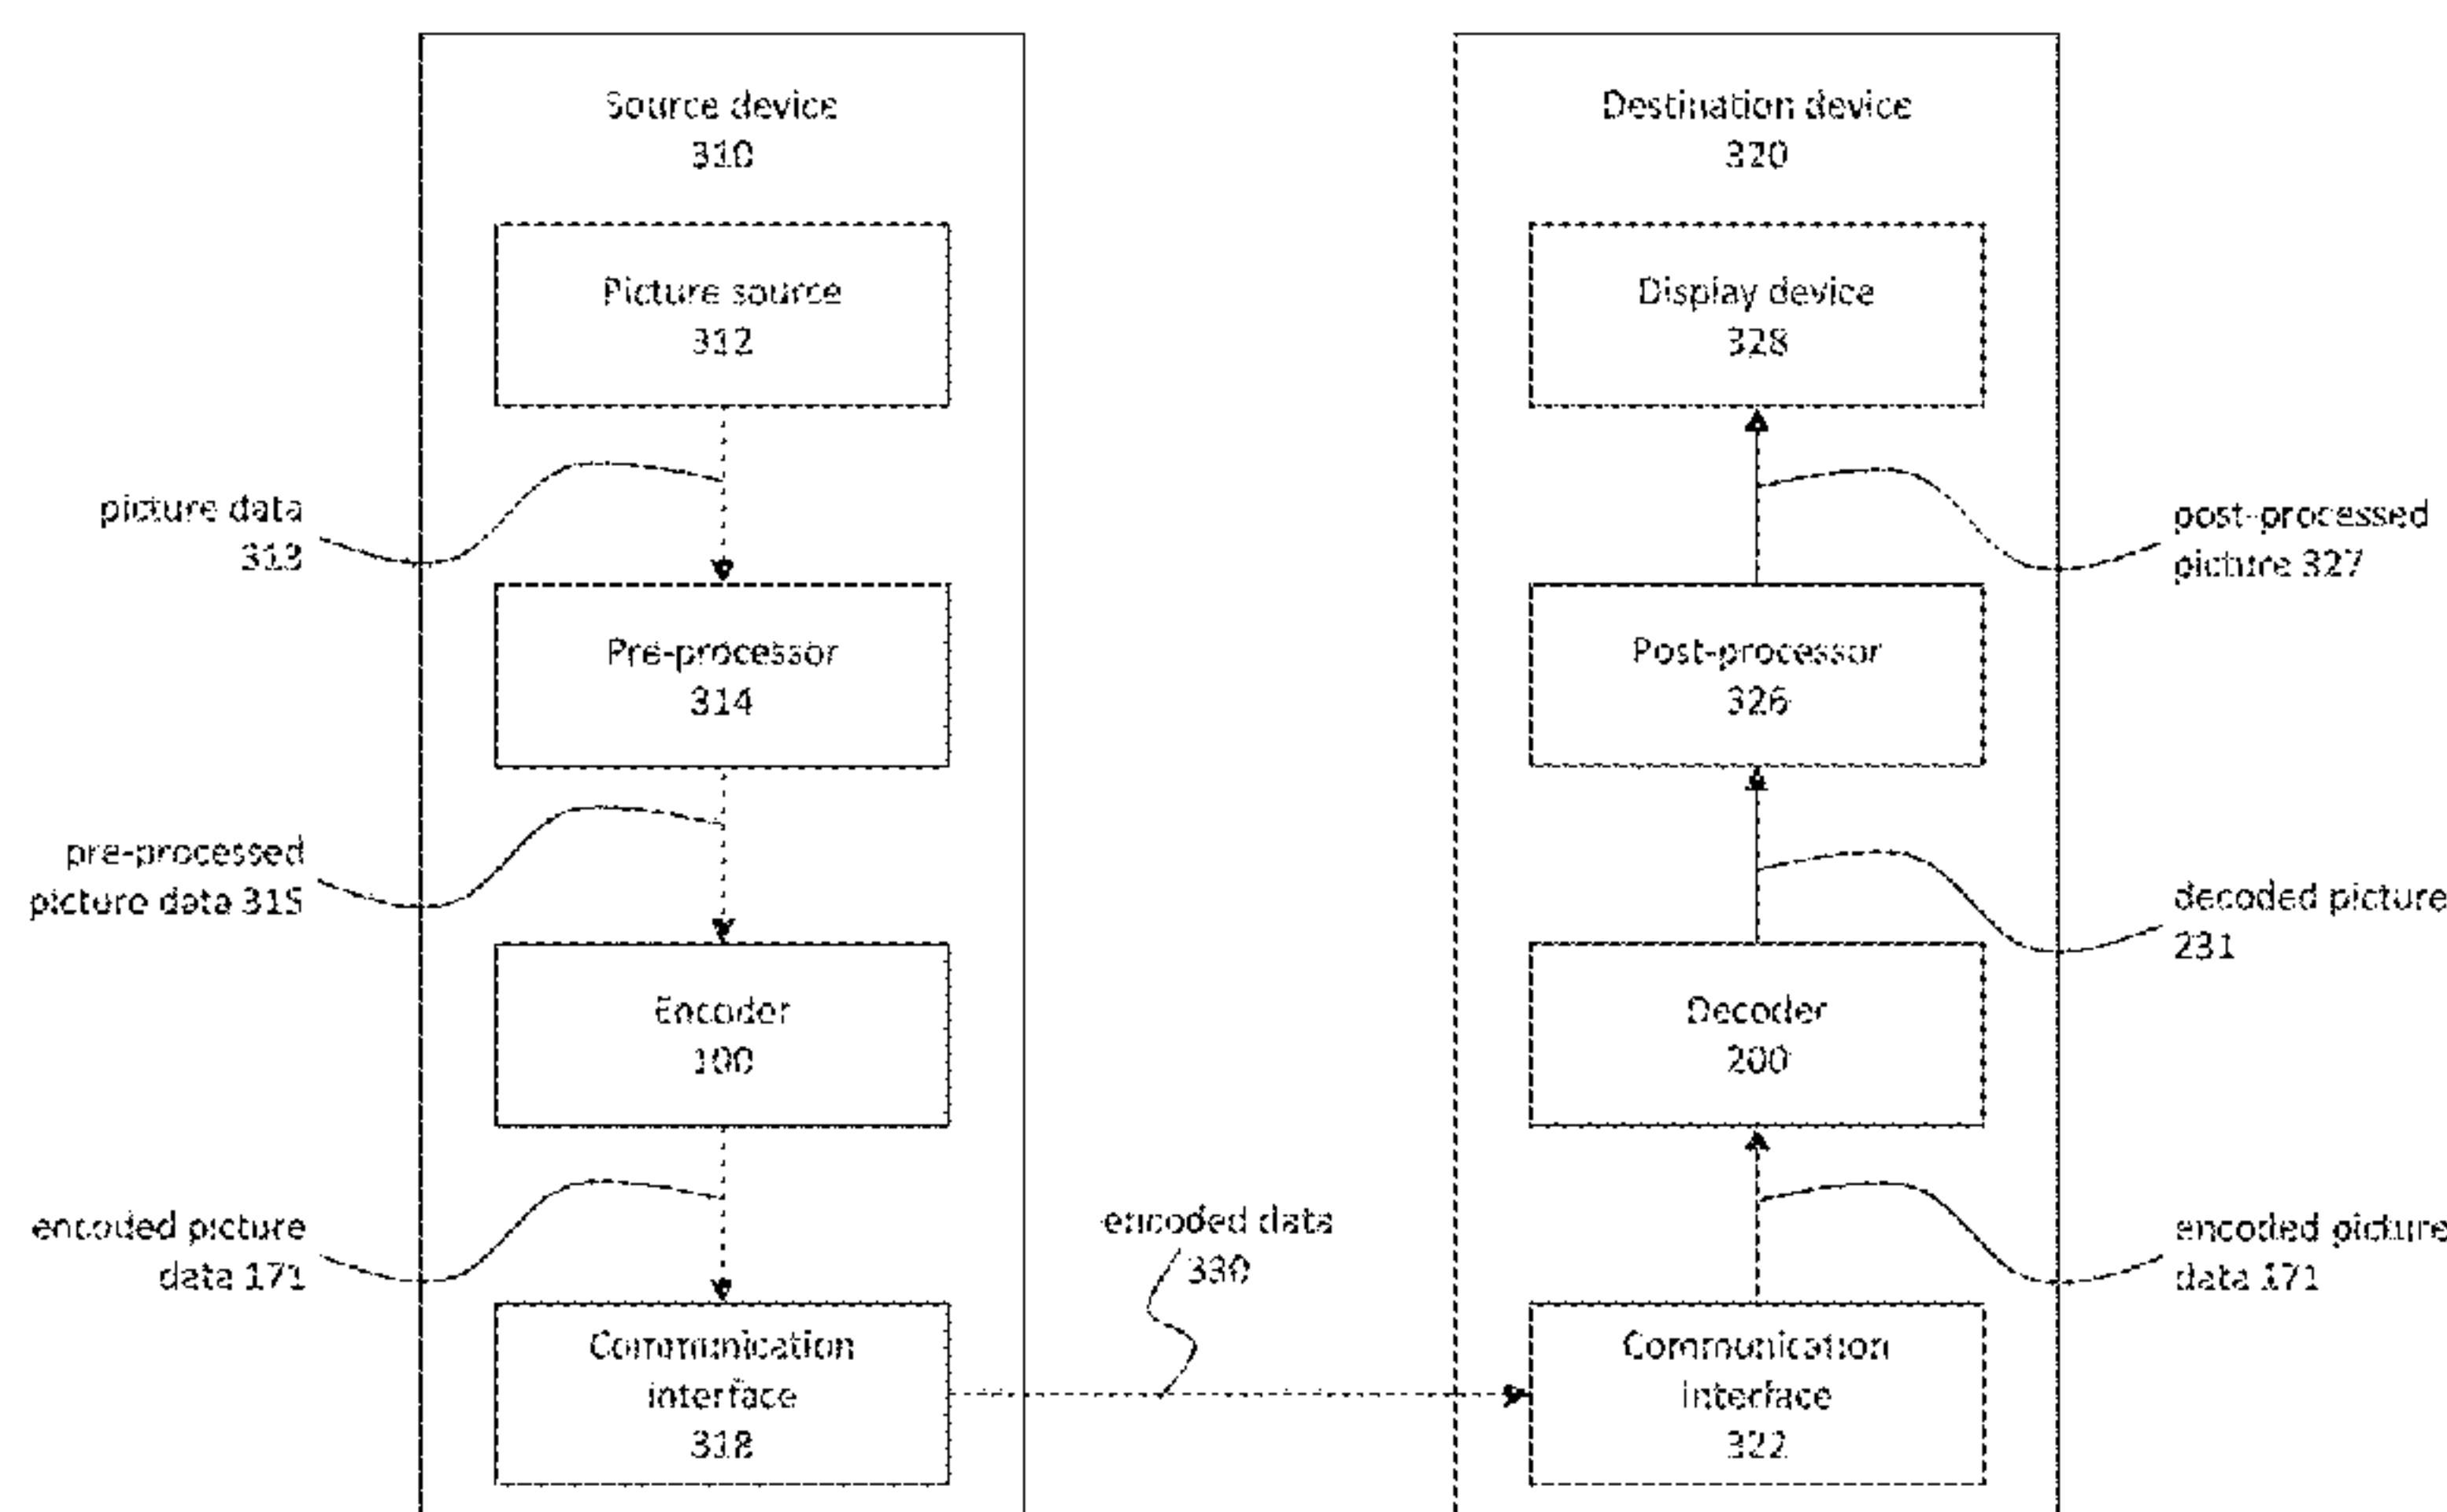 Source device
310
Picture source
312
picture data
313
Pre-processor
314
pre-processed
picture data 315
Encoder
100
encoded picture
data 171
Communication
interface
318
encoded data
330
Destination device
320
Display device
328
post-processed
picture 327
Post-processor
326
decoded picture
231
Decoder
200
encoded picture
data 171
Communication
interface
322